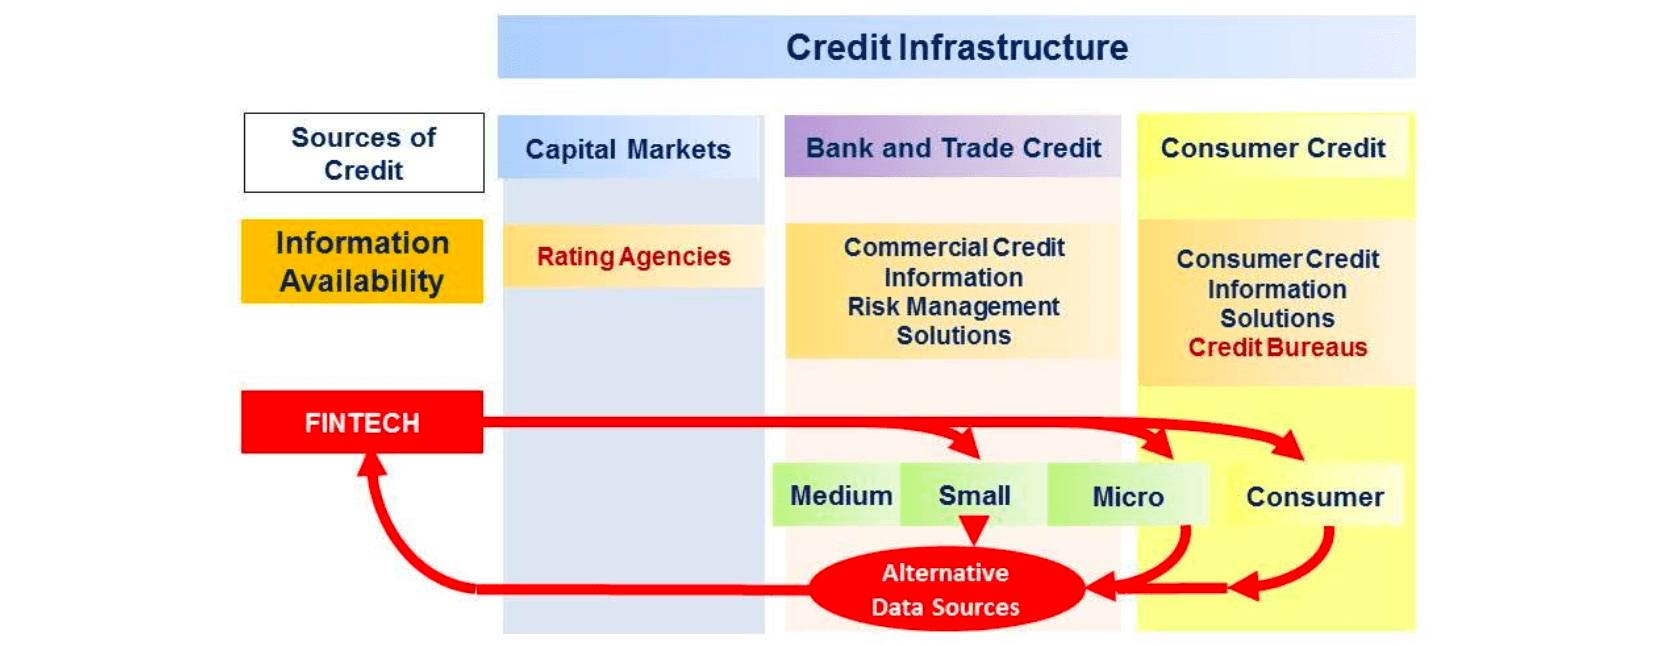 Credit Infrastructure
Sources of
Credit
Capital Markets
Bank and Trade Credit
Consumer Credit
Information
Availability
Rating Agencies
Commercial Credit
Information
Risk Management
Solutions
Consumer Credit
Information
Solutions
Credit Bureaus
FINTECH
Medium
Small
Micro
Consumer
Alternative
Data Sources